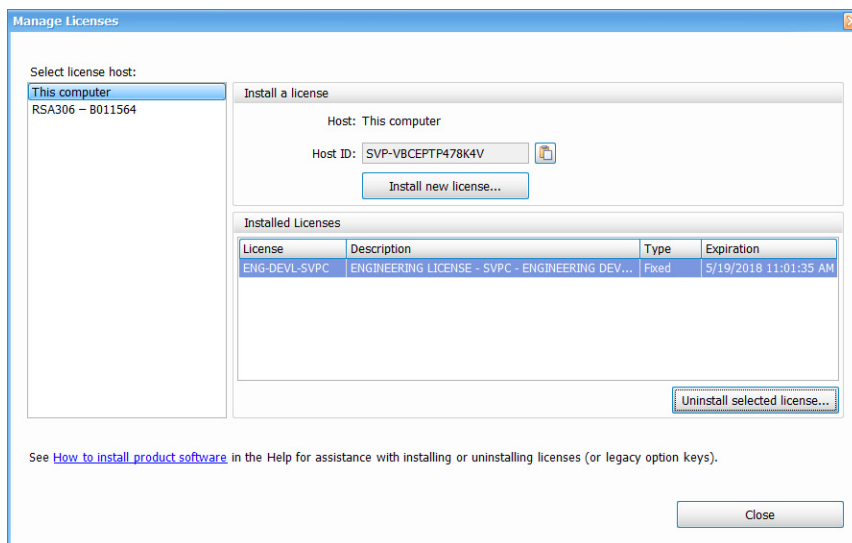 Manage Licenses
Select license host:
This computer
RSA306 – B011564
Install a license
Host: This computer
Host ID: SVP-VBCEPTP478K4V
Install new license...
Installed Licenses
License Description Type Expiration
ENG-DEVL-SVPC ENGINEERING LICENSE - SVPC - ENGINEERING DEV... Fixed 5/19/2018 11:01:35 AM
Uninstall selected license...
See How to install product software in the Help for assistance with installing or uninstalling licenses (or legacy option keys).
Close